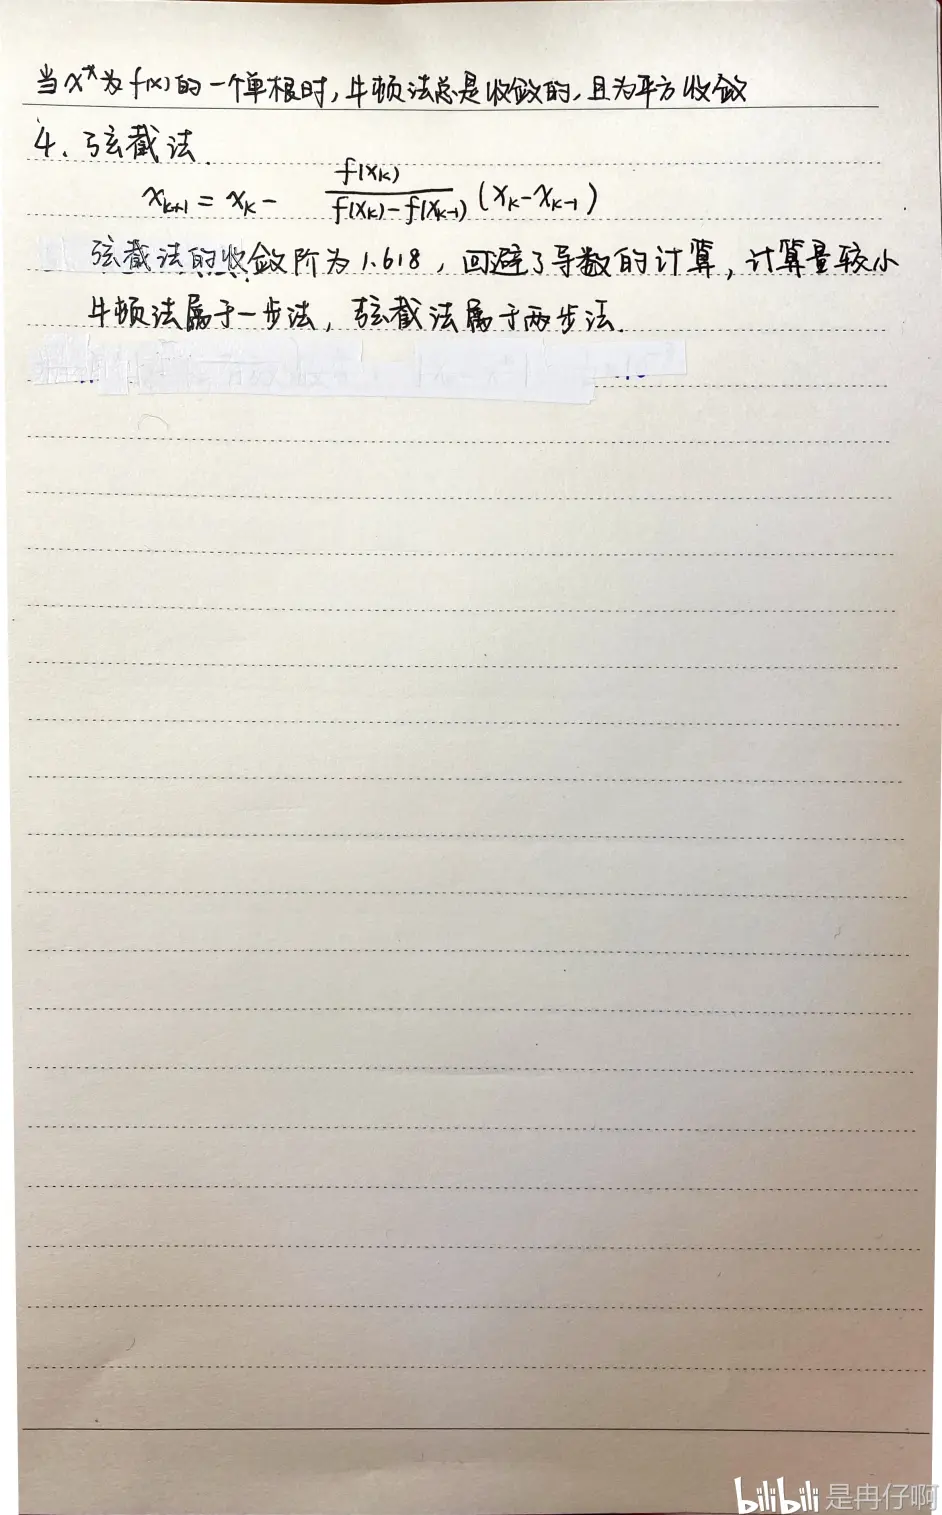 当x*为f(x)的一个单根时,牛顿法总是收敛的,且为平方收敛
4. 弦截法.
x_{k+1} = x_k - \frac{f(x_k)}{f(x_k)-f(x_{k-1})}(x_k-x_{k-1})
弦截法的收敛阶为1.618,回避了导数的计算,计算量较小
牛顿法属于一步法,弦截法属于两步法.
bilibili 是冉仔啊